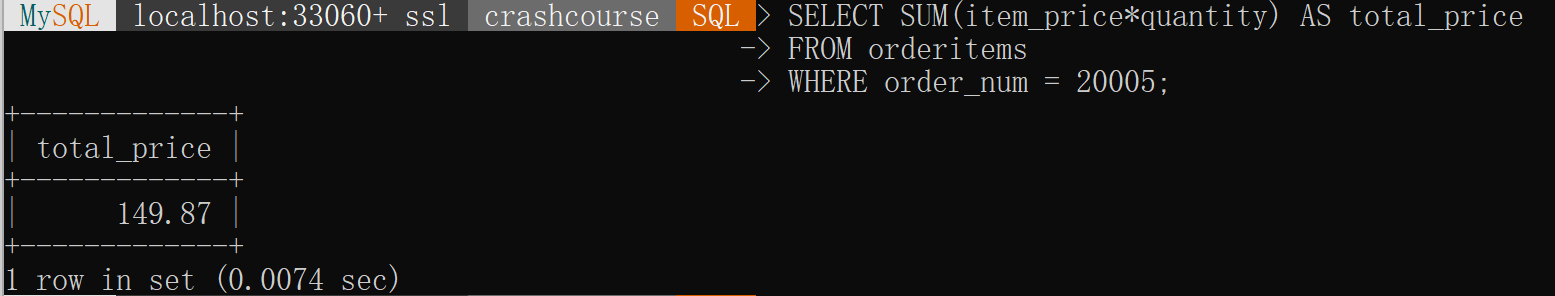 MySQL localhost:33060+ ssl crashcourse SQL > SELECT SUM(item_price*quantity) AS total_price
-> FROM orderitems
-> WHERE order_num = 20005;
+-------------+
| total_price |
+-------------+
|      149.87 |
+-------------+
1 row in set (0.0074 sec)